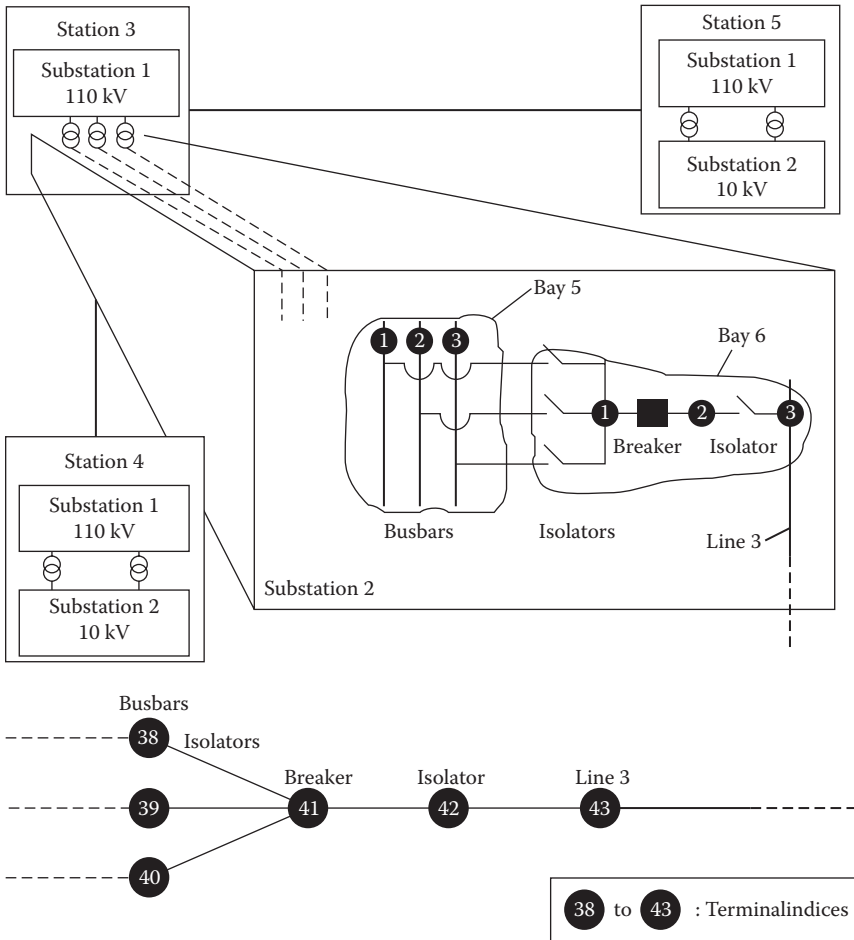 Station 3
Substation 1
110 kV
Station 5
Substation 1
110 kV
Substation 2
10 kV
Bay 5
Bay 6
1
2
3
1
2
3
Breaker
Isolator
Busbars
Isolators
Line 3
Substation 2
Station 4
Substation 1
110 kV
Substation 2
10 kV
Busbars
38
Isolators
Breaker
Isolator
Line 3
39
41
42
43
40
38 to 43 : Terminalindices